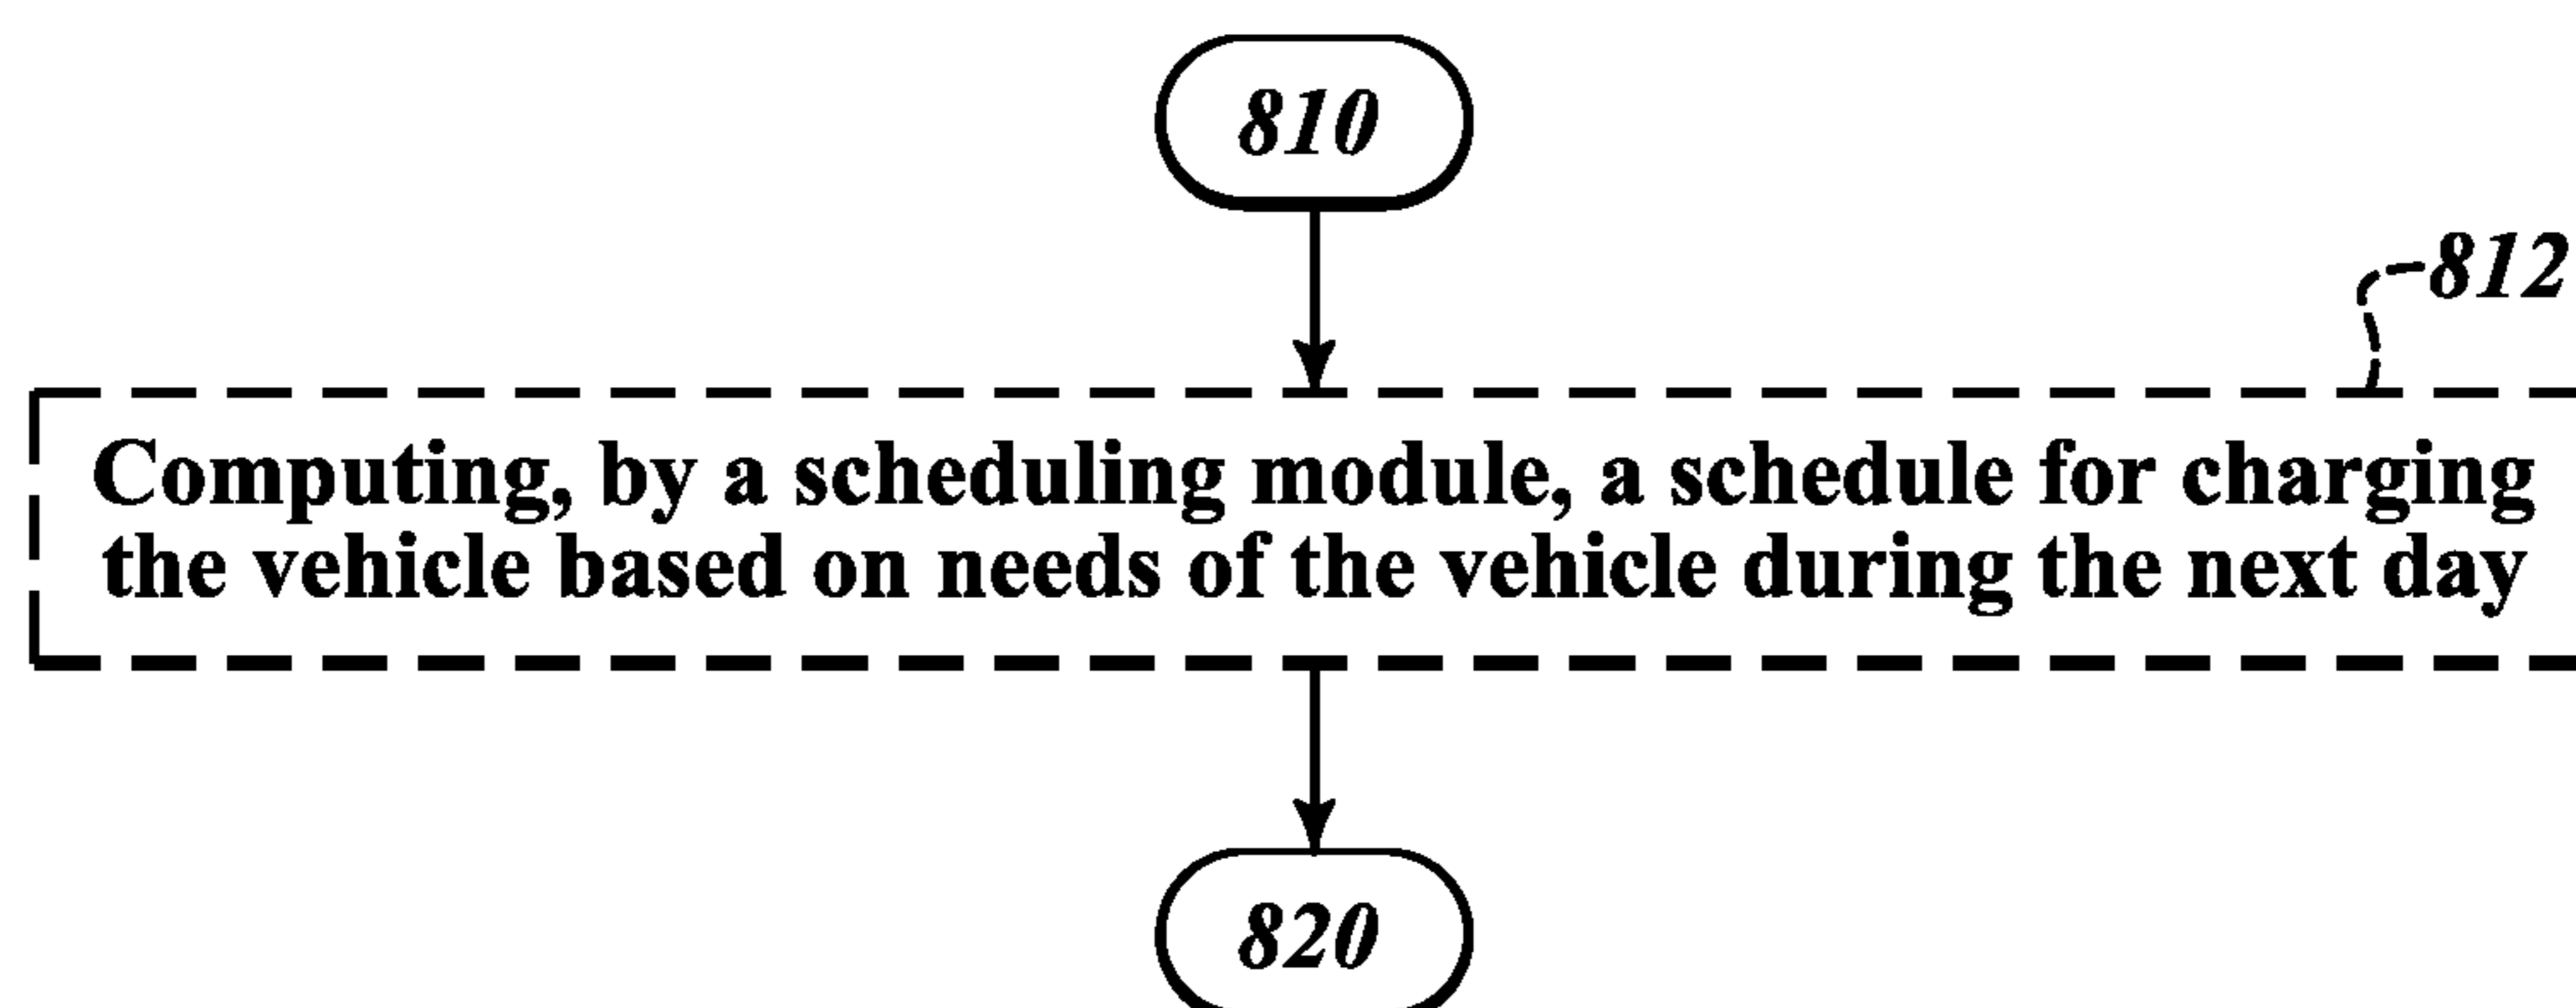 810
812
Computing, by a scheduling module, a schedule for charging
the vehicle based on needs of the vehicle during the next day
820